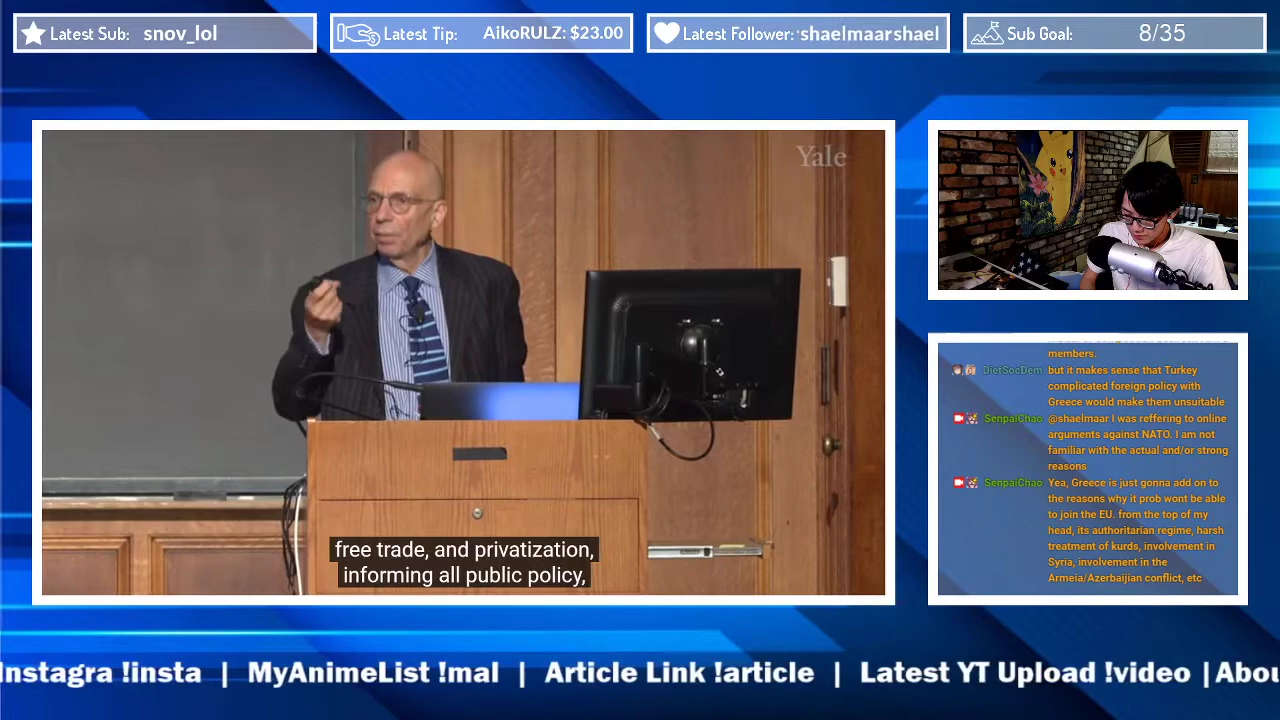 Latest Sub: snov_lol
Latest Tip: AikoRULZ: $23.00
Latest Follower: shaelmaarshael
Sub Goal: 8/35
Yale
free trade, and privatization,
informing all public policy,
members.
DietSocDem but it makes sense that Turkey
complicated foreign policy with
Greece would make them unsuitable
SenpaiChao @shaelmaar I was reffering to online
arguments against NATO. I am not
familiar with the actual and/or strong
reasons
SenpaiChao Yea, Greece is just gonna add on to
the reasons why it prob wont be able
to join the EU. from the top of my
head, its authoritarian regime, harsh
treatment of kurds, involvement in
Syria, involvement in the
Armeia/Azerbaijian conflict, etc
Instagra !insta | MyAnimeList !mal | Article Link !article | Latest YT Upload !video | Abou